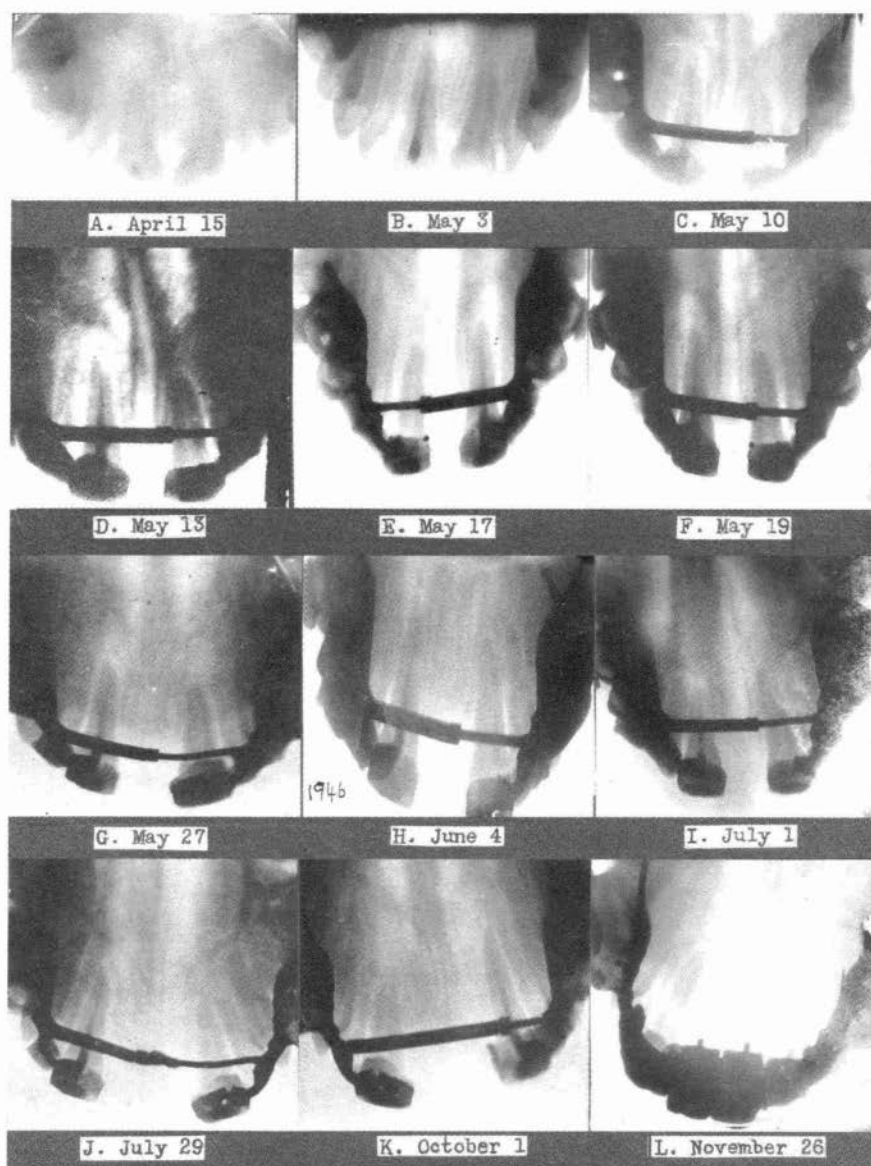 A. April 15
B. May 3
C. May 10
D. May 13
E. May 17
F. May 19
1946
G. May 27
H. June 4
I. July 1
J. July 29
K. October 1
L. November 26